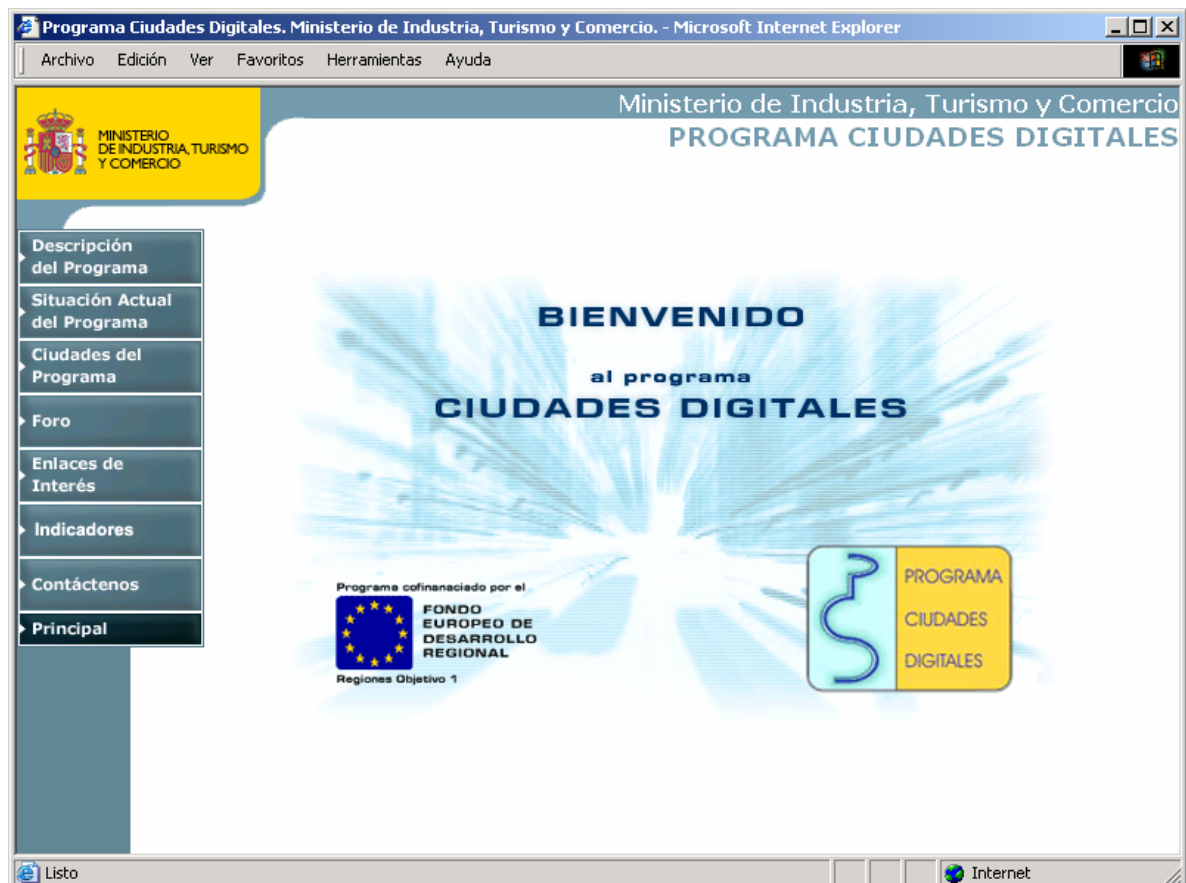 Programa Ciudades Digitales. Ministerio de Industria, Turismo y Comercio. - Microsoft Internet Explorer
Archivo Edición Ver Favoritos Herramientas Ayuda
Ministerio de Industria, Turismo y Comercio
PROGRAMA CIUDADES DIGITALES
MINISTERIO
DE INDUSTRIA, TURISMO
Y COMERCIO
Descripción
del Programa
Situación Actual
del Programa
Ciudades del
Programa
Foro
Enlaces de
Interés
Indicadores
Contáctenos
Principal
BIENVENIDO
al programa
CIUDADES DIGITALES
Programa cofinanaciado por el
FONDO
EUROPEO DE
DESARROLLO
REGIONAL
Regiones Objetivo 1
PROGRAMA
CIUDADES
DIGITALES
Listo
Internet